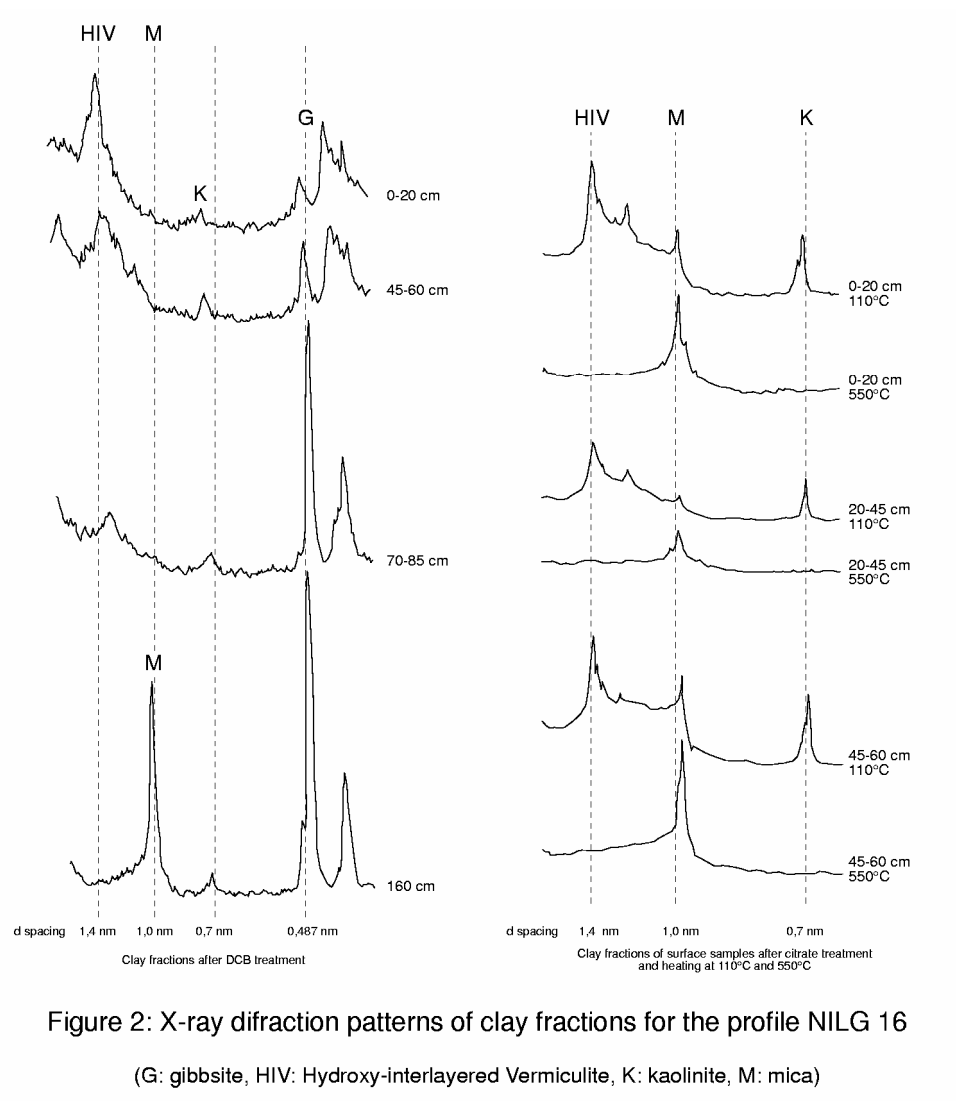 HIV M
G
K
0-20 cm
45-60 cm
70-85 cm
M
160 cm
d spacing 1,4 nm 1,0 nm 0,7 nm 0,487 nm
Clay fractions after DCB treatment
HIV M K
0-20 cm
110°C
0-20 cm
550°C
20-45 cm
110°C
20-45 cm
550°C
45-60 cm
110°C
45-60 cm
550°C
d spacing 1,4 nm 1,0 nm 0,7 nm
Clay fractions of surface samples after citrate treatment
and heating at 110°C and 550°C
Figure 2: X-ray difraction patterns of clay fractions for the profile NILG 16
(G: gibbsite, HIV: Hydroxy-interlayered Vermiculite, K: kaolinite, M: mica)